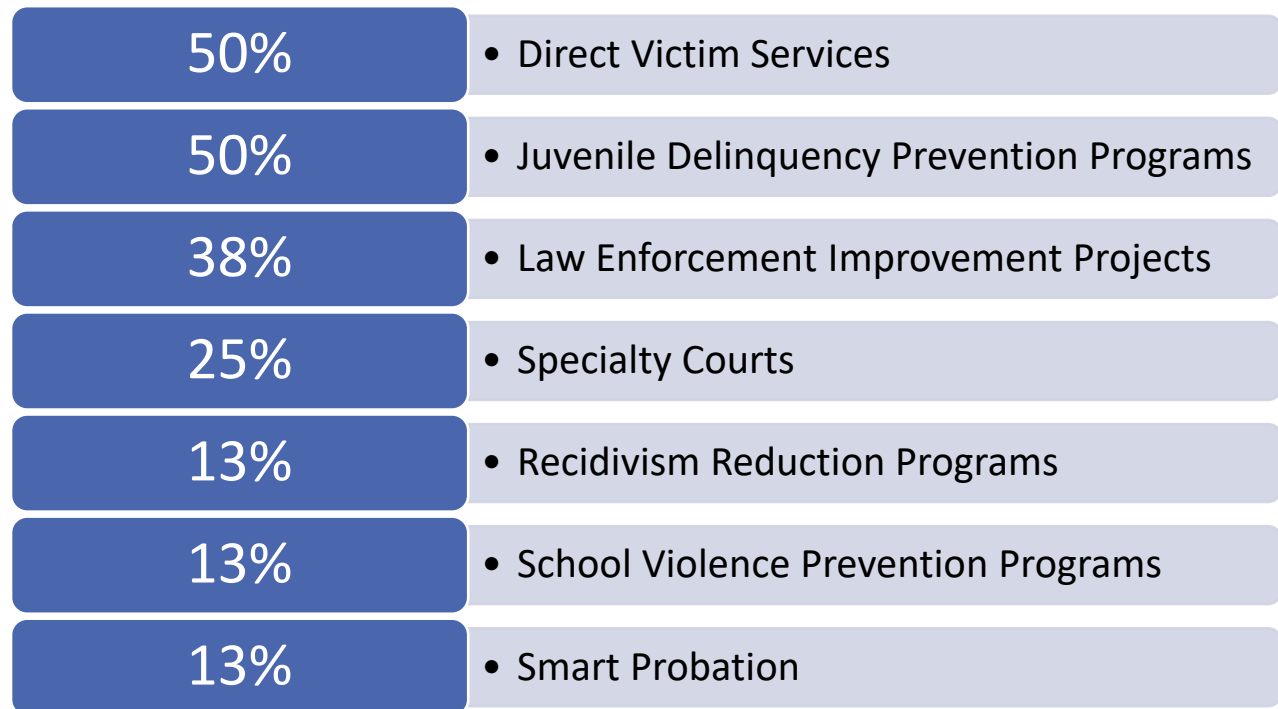 50% • Direct Victim Services
50% • Juvenile Delinquency Prevention Programs
38% • Law Enforcement Improvement Projects
25% • Specialty Courts
13% • Recidivism Reduction Programs
13% • School Violence Prevention Programs
13% • Smart Probation